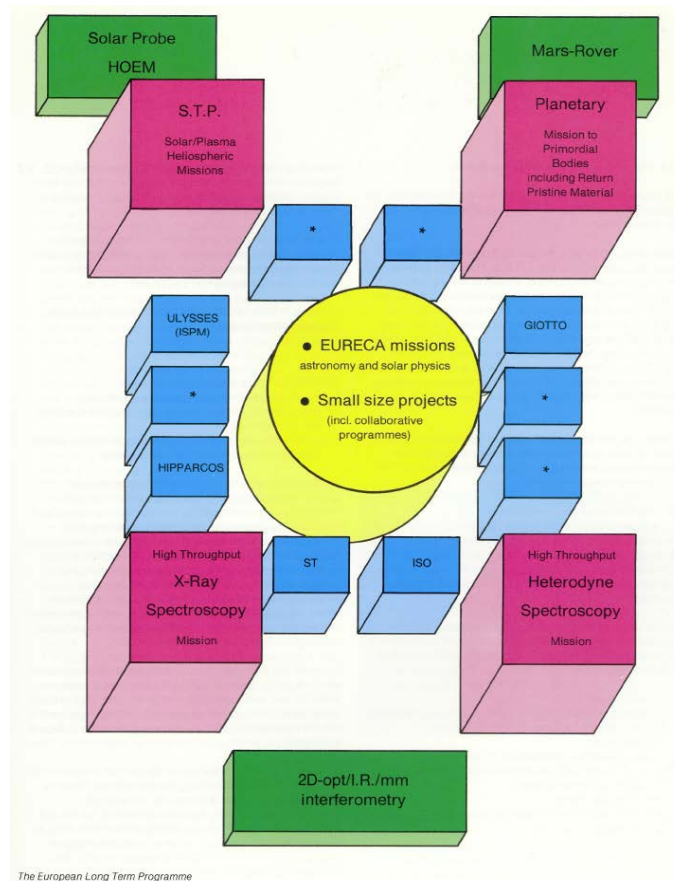 Solar Probe
HOEM
Mars-Rover
S.T.P.
Solar/Plasma
Heliospheric
Missions
Planetary
Mission to
Primordial
Bodies
including Return
Pristine Material
*
*
ULYSSES
(ISPM)
GIOTTO
• EURECA missions
astronomy and solar physics
• Small size projects
(incl. collaborative
programmes)
*
*
HIPPARCOS
*
High Throughput
X-Ray
Spectroscopy
Mission
ST
ISO
High Throughput
Heterodyne
Spectroscopy
Mission
2D-opt/I.R./mm
interferometry
The European Long Term Programme